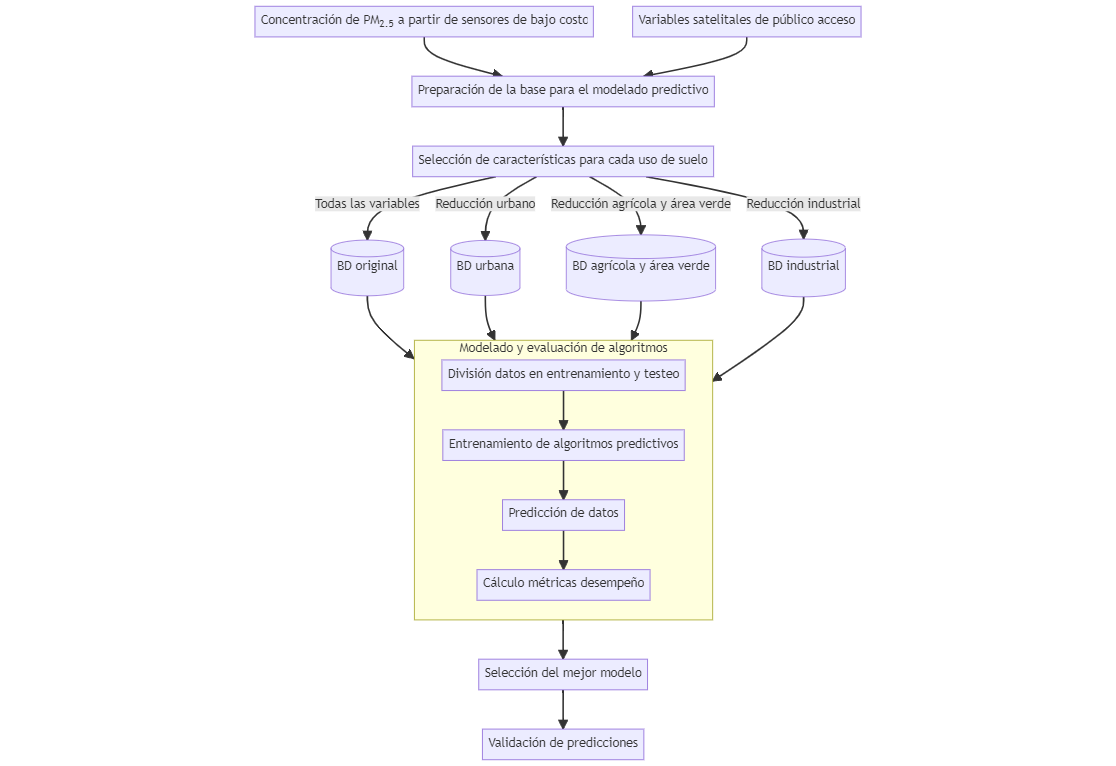 Concentración de PM2.5 a partir de sensores de bajo costo
Variables satelitales de público acceso
Preparación de la base para el modelado predictivo
Selección de características para cada uso de suelo
Todas las variables
Reducción urbano
Reducción agrícola y área verde
Reducción industrial
BD original
BD urbana
BD agrícola y área verde
BD industrial
Modelado y evaluación de algoritmos
División datos en entrenamiento y testeo
Entrenamiento de algoritmos predictivos
Predicción de datos
Cálculo métricas desempeño
Selección del mejor modelo
Validación de predicciones